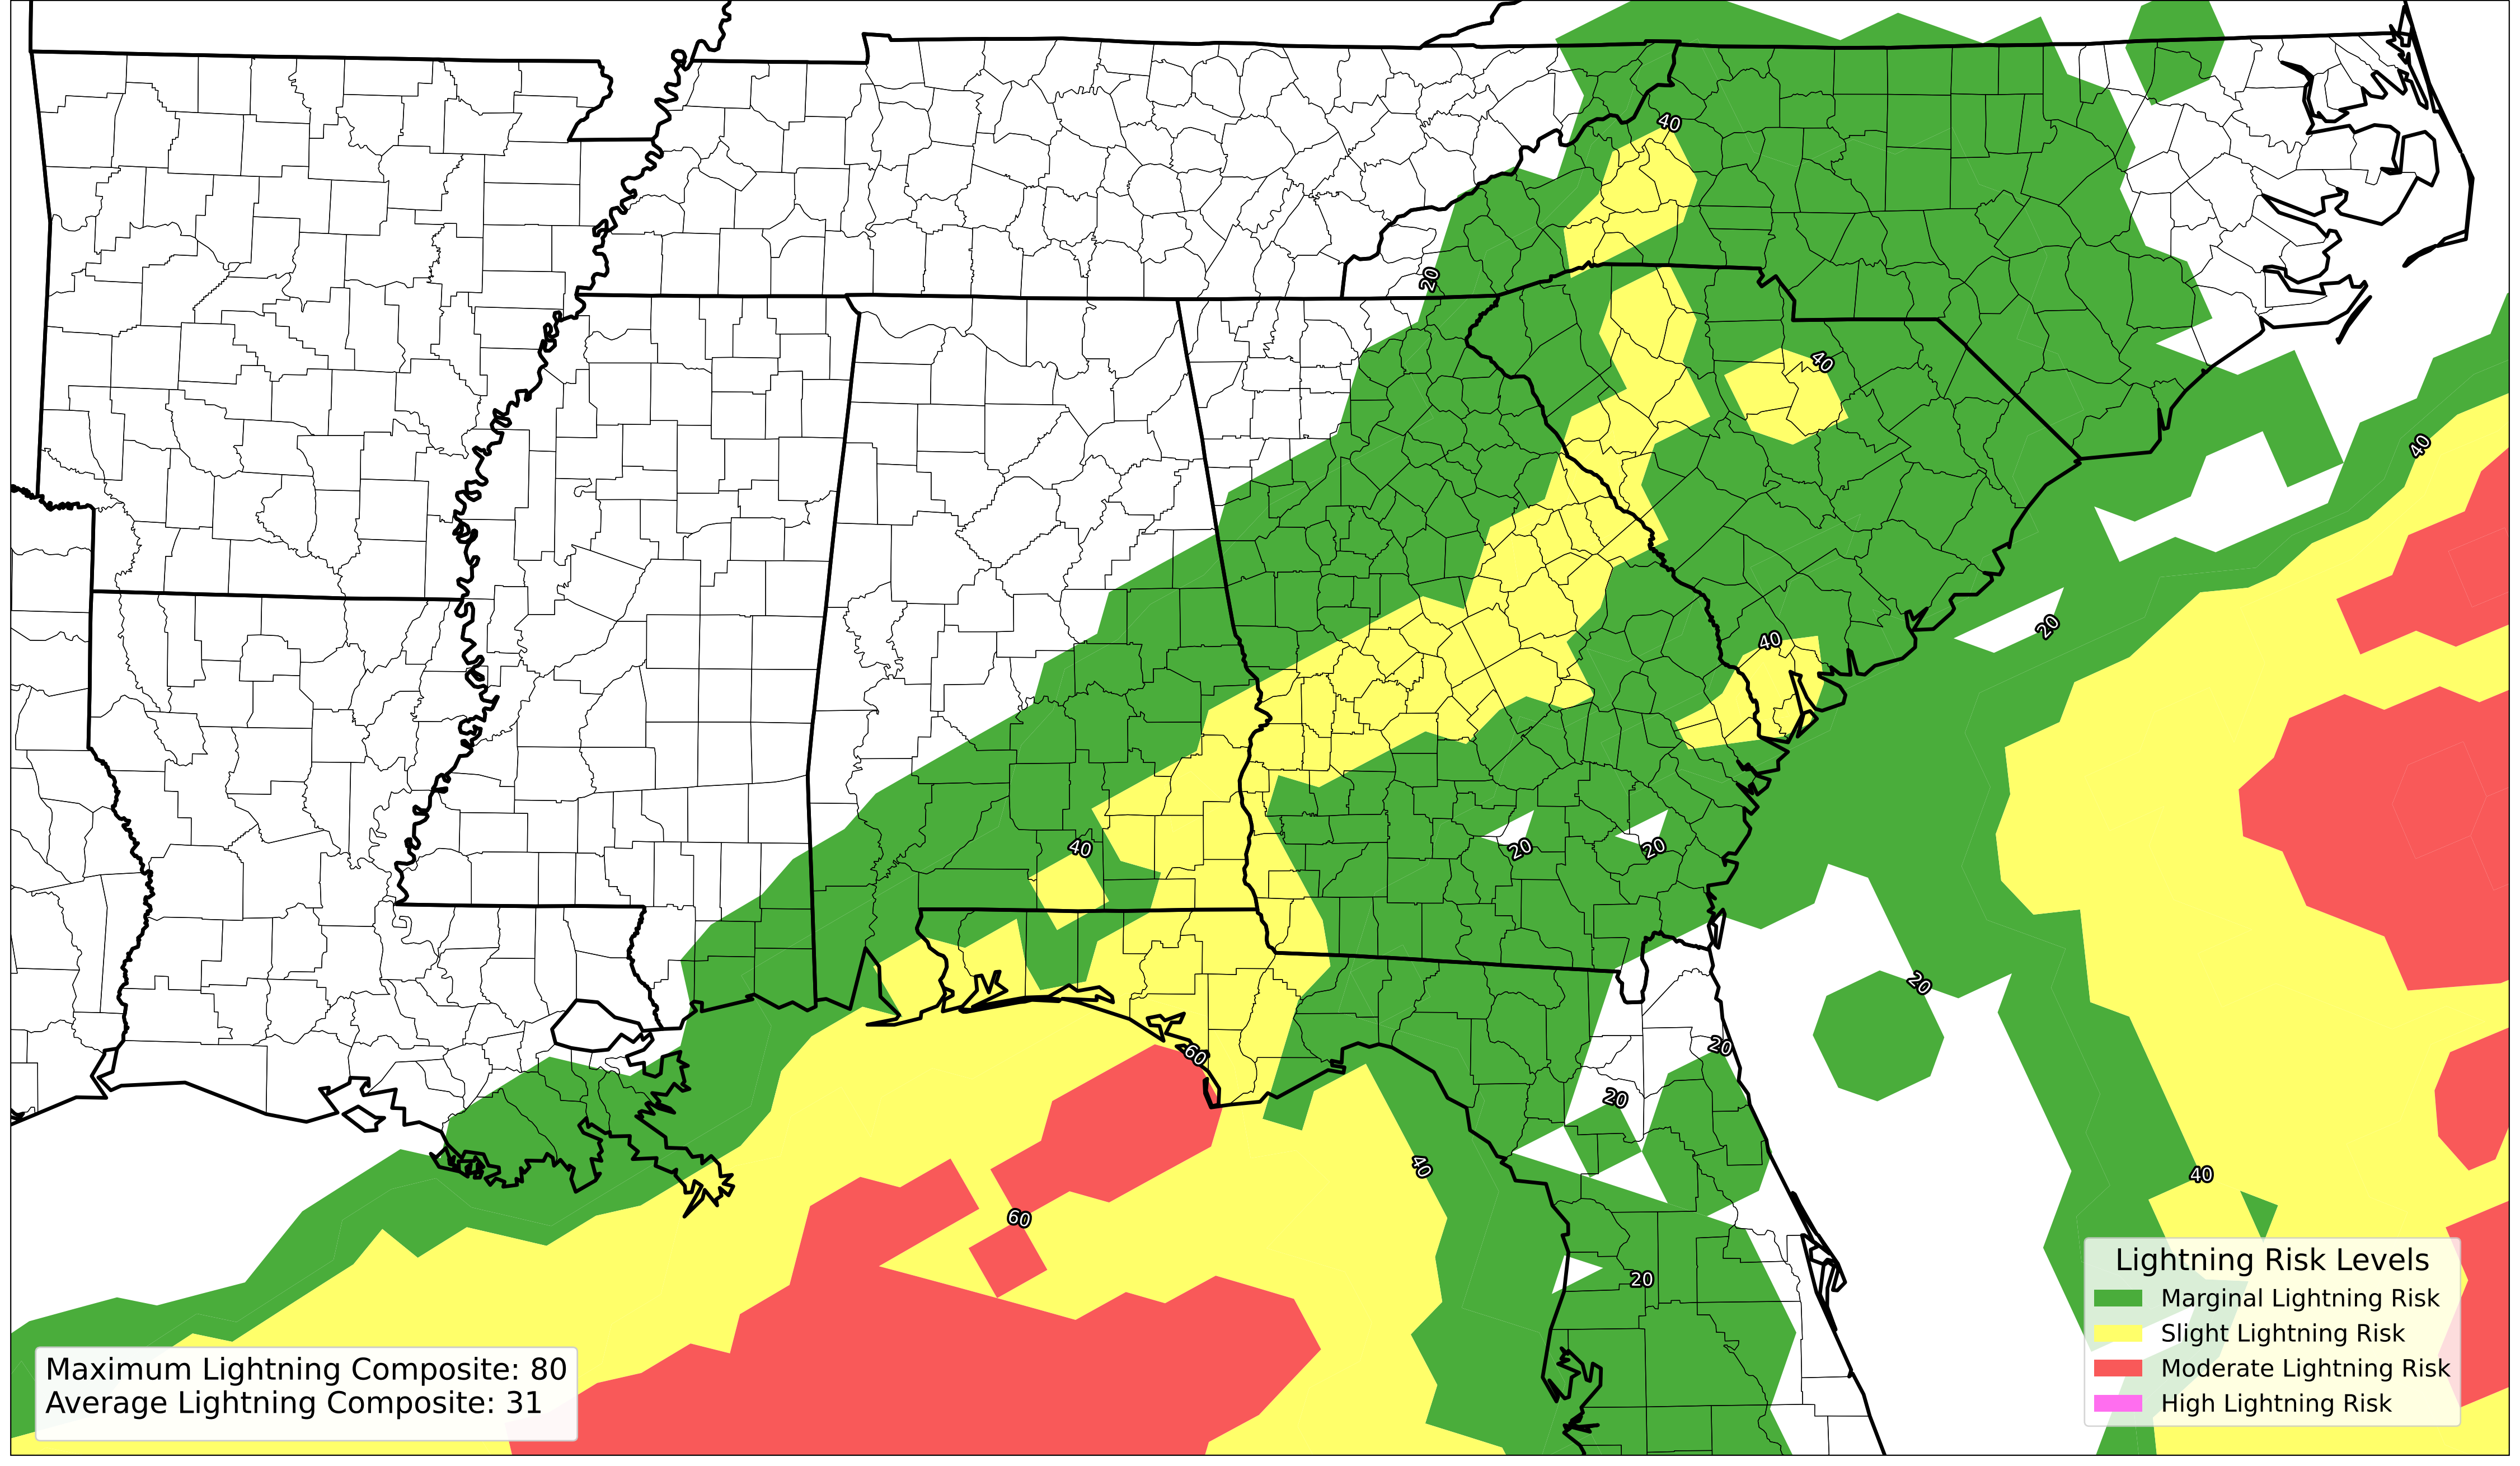 40
20
40
40
40
20
40
20
20
20
60
20
20
40
40
60
20
Lightning Risk Levels
Marginal Lightning Risk
Slight Lightning Risk
Moderate Lightning Risk
High Lightning Risk
Maximum Lightning Composite: 80
Average Lightning Composite: 31